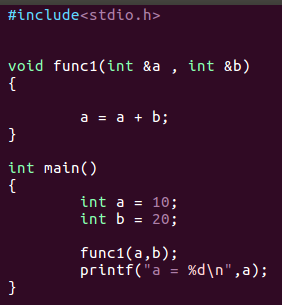 #include<stdio.h>
void func1(int &a , int &b)
{
        a = a + b;
}
int main()
{
        int a = 10;
        int b = 20;
        func1(a,b);
        printf("a = %d\n",a);
}